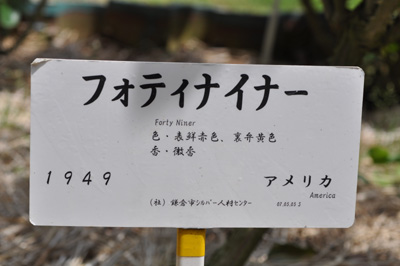 フォティナイナー
Forty Niner
色・表鮮赤色、裏弁黄色
香・微香
1949 アメリカ
America
(社)鎌倉市シルバー人材センター